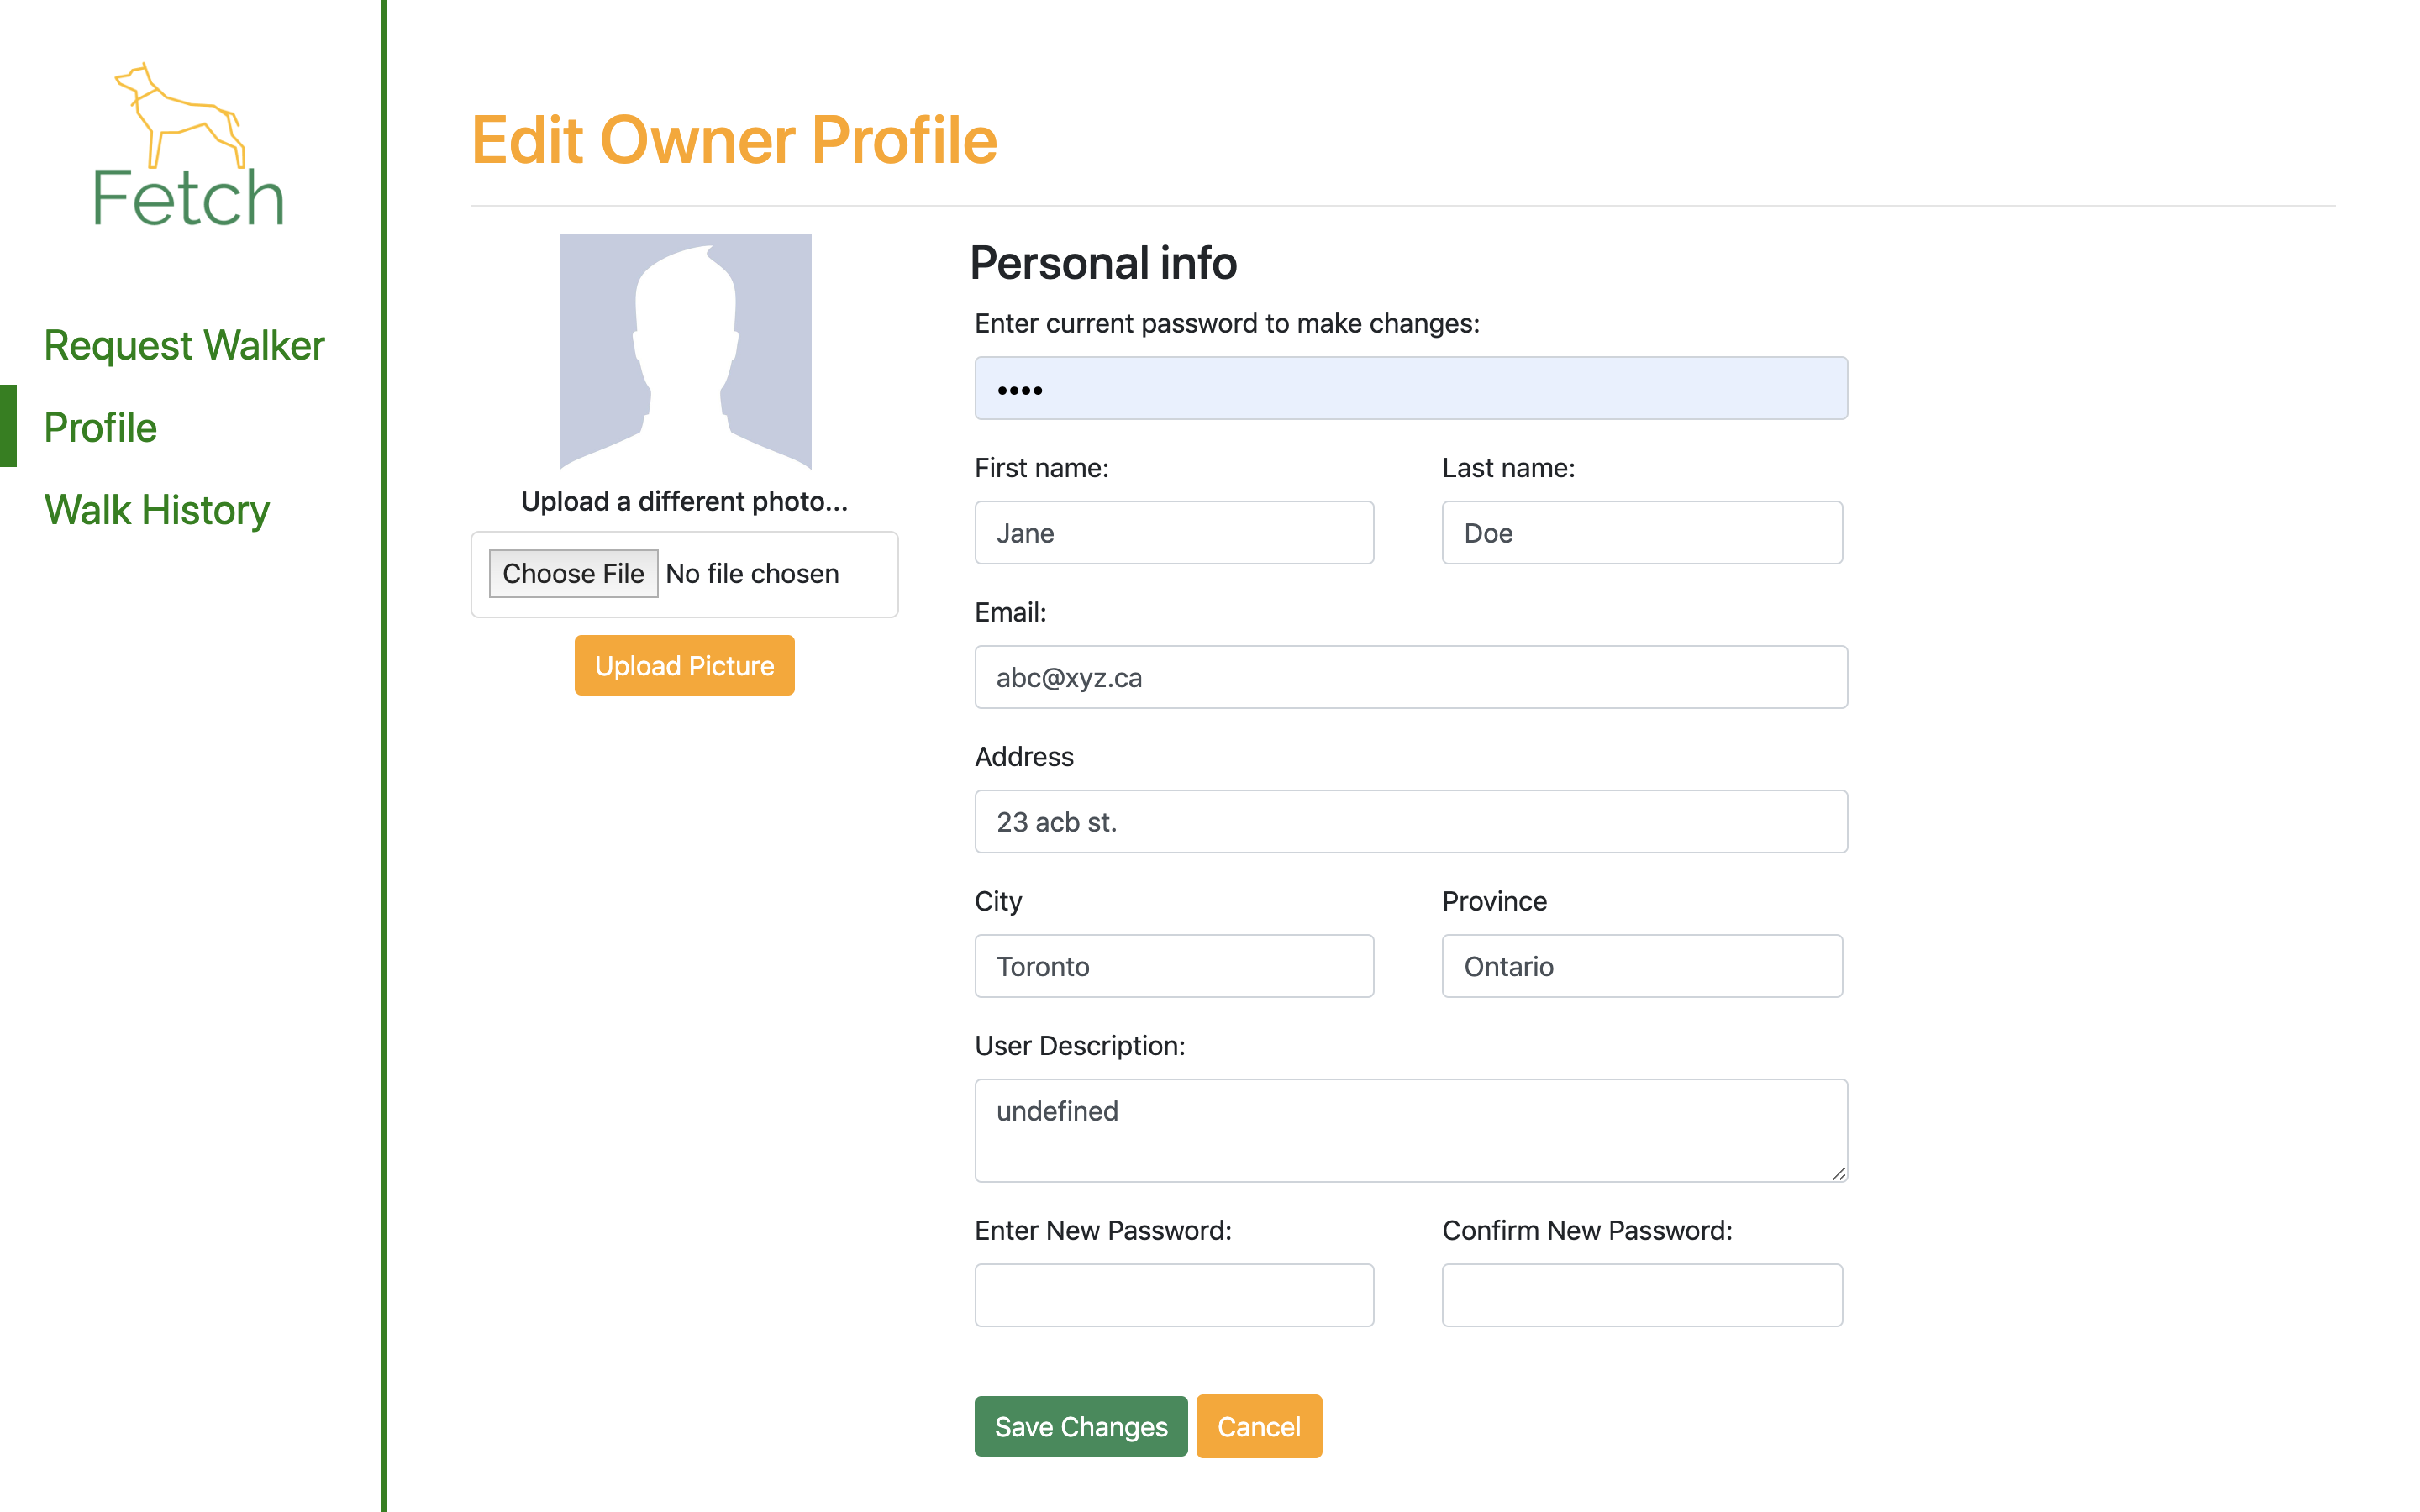 Fetch
Request Walker
Profile
Walk History
Edit Owner Profile
Upload a different photo...
Choose File No file chosen
Upload Picture
Personal info
Enter current password to make changes:
••••
First name: Last name:
Jane Doe
Email:
abc@xyz.ca
Address
23 acb st.
City Province
Toronto Ontario
User Description:
undefined
Enter New Password: Confirm New Password:
Save Changes Cancel